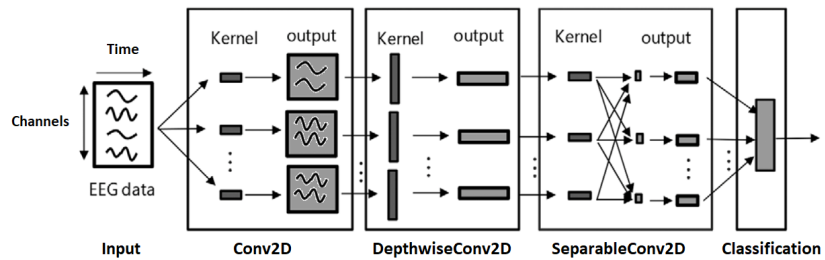 Time
Channels
EEG data
Kernel
output
Kernel
output
Kernel
output
Input
Conv2D
DepthwiseConv2D
SeparableConv2D
Classification